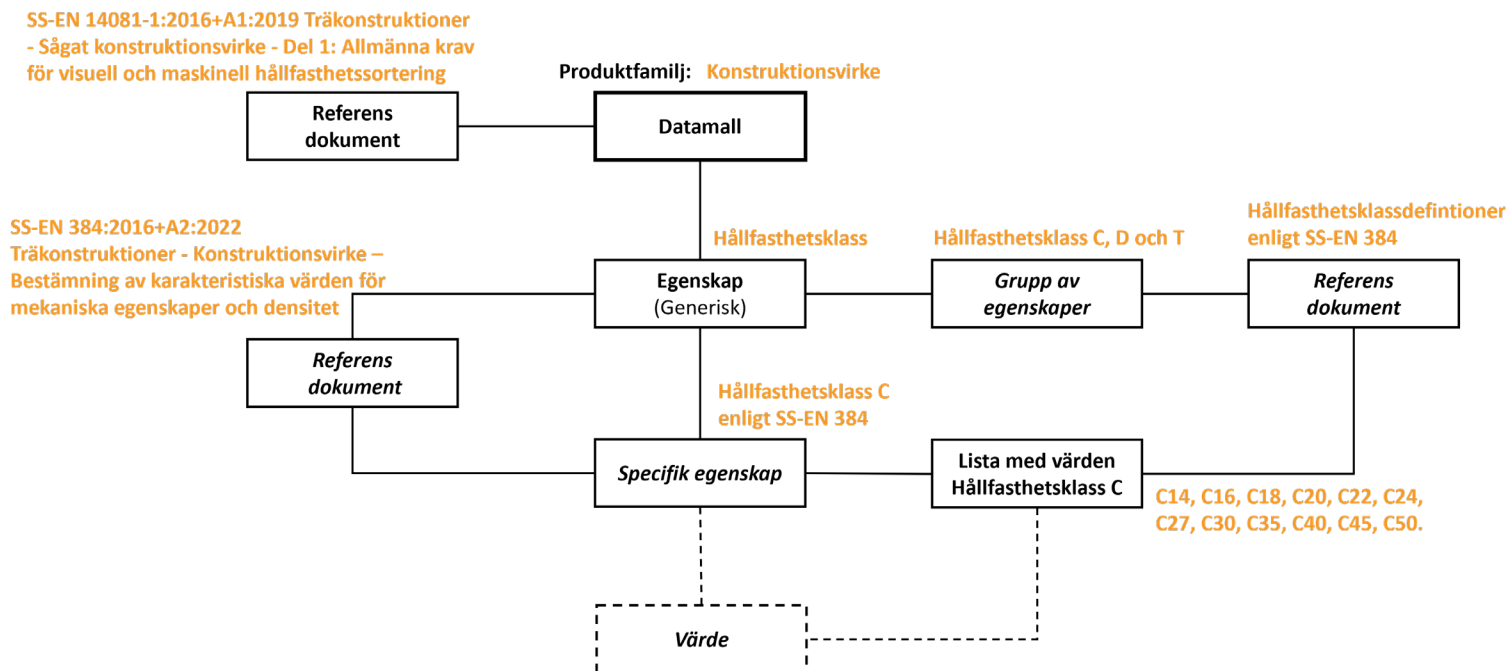 SS-EN 14081-1:2016+A1:2019 Träkonstruktioner
- Sågat konstruktionsvirke - Del 1: Allmänna krav
för visuell och maskinell hållfasthetssortering
Produktfamilj: Konstruktionsvirke
Referens
dokument
Datamall
SS-EN 384:2016+A2:2022
Träkonstruktioner - Konstruktionsvirke –
Bestämning av karakteristiska värden för
mekaniska egenskaper och densitet
Hållfasthetsklass
Hållfasthetsklass C, D och T
Hållfasthetsklassdefintioner
enligt SS-EN 384
Egenskap
(Generisk)
Grupp av
egenskaper
Referens
dokument
Referens
dokument
Hållfasthetsklass C
enligt SS-EN 384
Specifik egenskap
Lista med värden
Hållfasthetsklass C
C14, C16, C18, C20, C22, C24,
C27, C30, C35, C40, C45, C50.
Värde